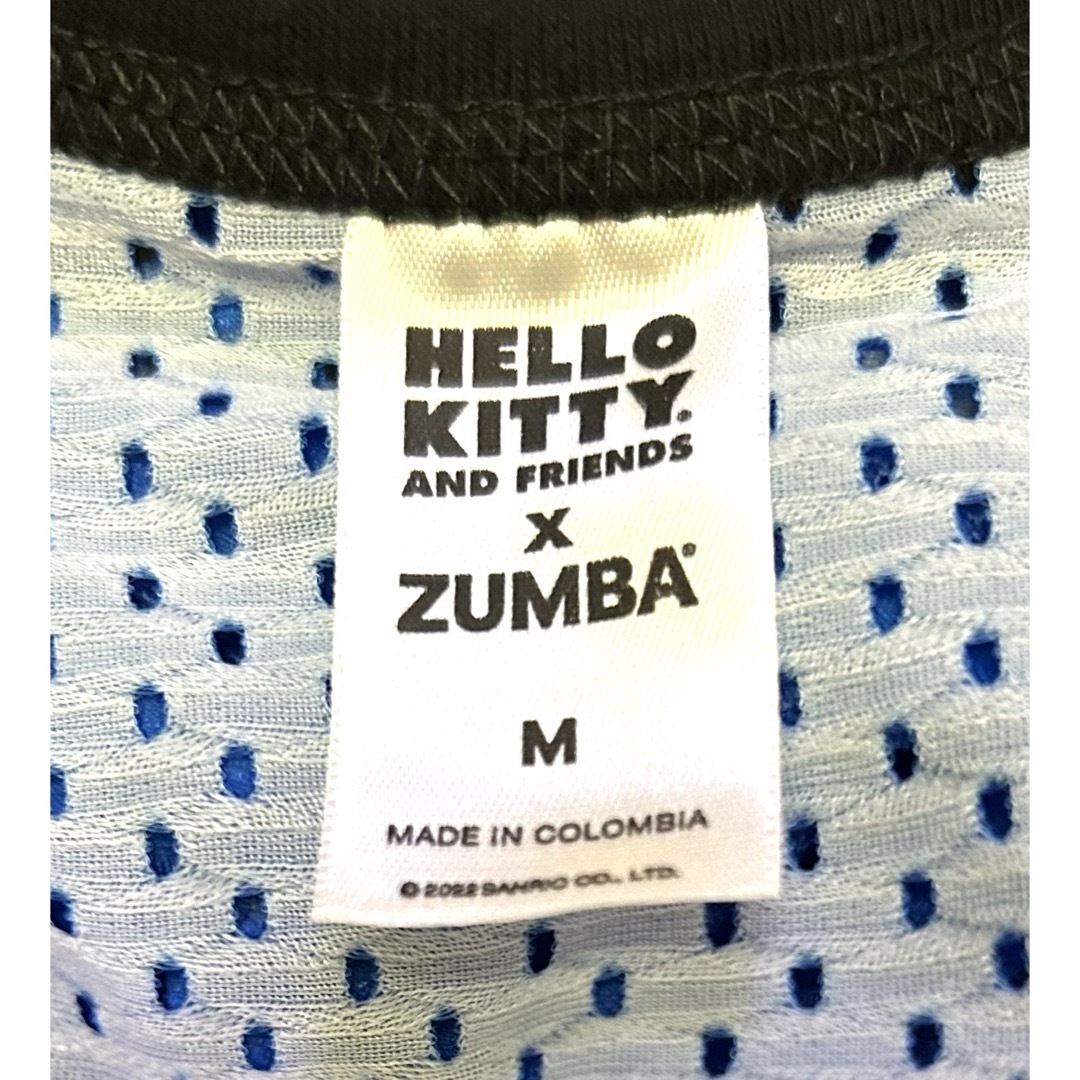 HELLO
KITTY®
AND FRIENDS
X
ZUMBA®
M
MADE IN COLOMBIA
© 2022 SANRIO CO., LTD.